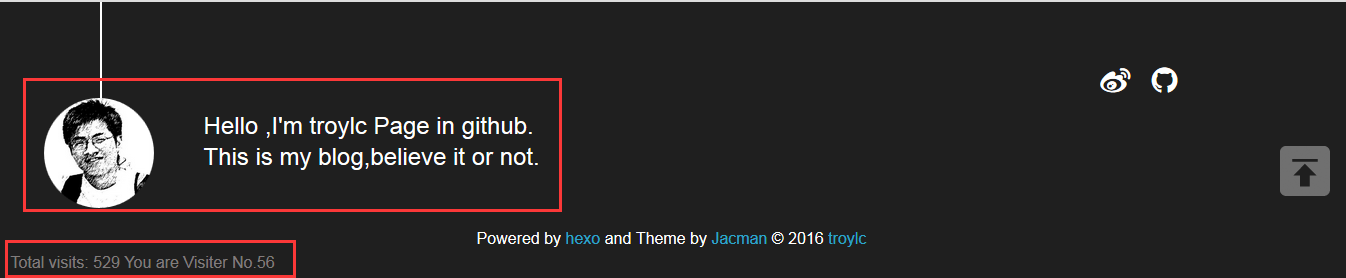 Hello ,I'm troylc Page in github.
This is my blog,believe it or not.
Powered by hexo and Theme by Jacman © 2016 troylc
Total visits: 529 You are Visiter No.56